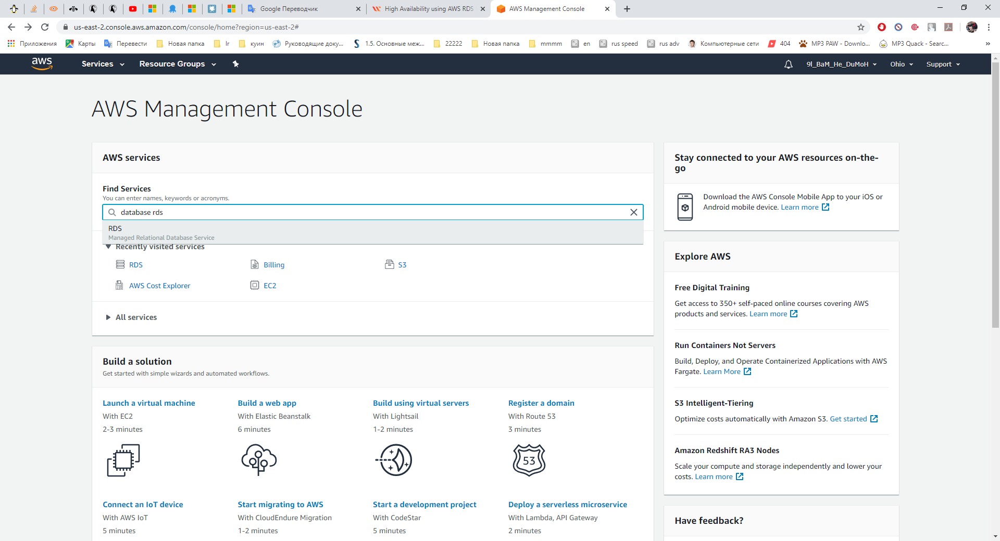 Google Переводчик
High Availability using AWS RDS
AWS Management Console
us-east-2.console.aws.amazon.com/console/home?region=us-east-2#
Приложения
Карты
Перевести
Новая папка
lr
куин
Руководящие доку...
1.5. Основные меж...
22222
Новая папка
mmmm
en
rus speed
rus adv
Компьютерные сети
404
MP3 PAW - Downlo...
MP3 Quack - Searc...
aws
Services
Resource Groups
9l_BaM_He_DuMoH
Ohio
Support
AWS Management Console
AWS services
Find Services
You can enter names, keywords or acronyms.
database rds
RDS
Managed Relational Database Service
Recently visited services
RDS
Billing
S3
AWS Cost Explorer
EC2
All services
Build a solution
Get started with simple wizards and automated workflows.
Launch a virtual machine
With EC2
2-3 minutes
Build a web app
With Elastic Beanstalk
6 minutes
Build using virtual servers
With Lightsail
1-2 minutes
Register a domain
With Route 53
3 minutes
53
Connect an IoT device
With AWS IoT
5 minutes
Start migrating to AWS
With CloudEndure Migration
1-2 minutes
Start a development project
With CodeStar
5 minutes
Deploy a serverless microservice
With Lambda, API Gateway
2 minutes
Stay connected to your AWS resources on-the-
go
Download the AWS Console Mobile App to your iOS or
Android mobile device. Learn more
Explore AWS
Free Digital Training
Get access to 350+ self-paced online courses covering AWS
products and services. Learn more
Run Containers Not Servers
Build, Deploy, and Operate Containerized Applications with AWS
Fargate. Learn More
S3 Intelligent-Tiering
Optimize costs automatically with Amazon S3. Get started
Amazon Redshift RA3 Nodes
Scale your compute and storage independently and lower your
costs. Learn more
Have feedback?